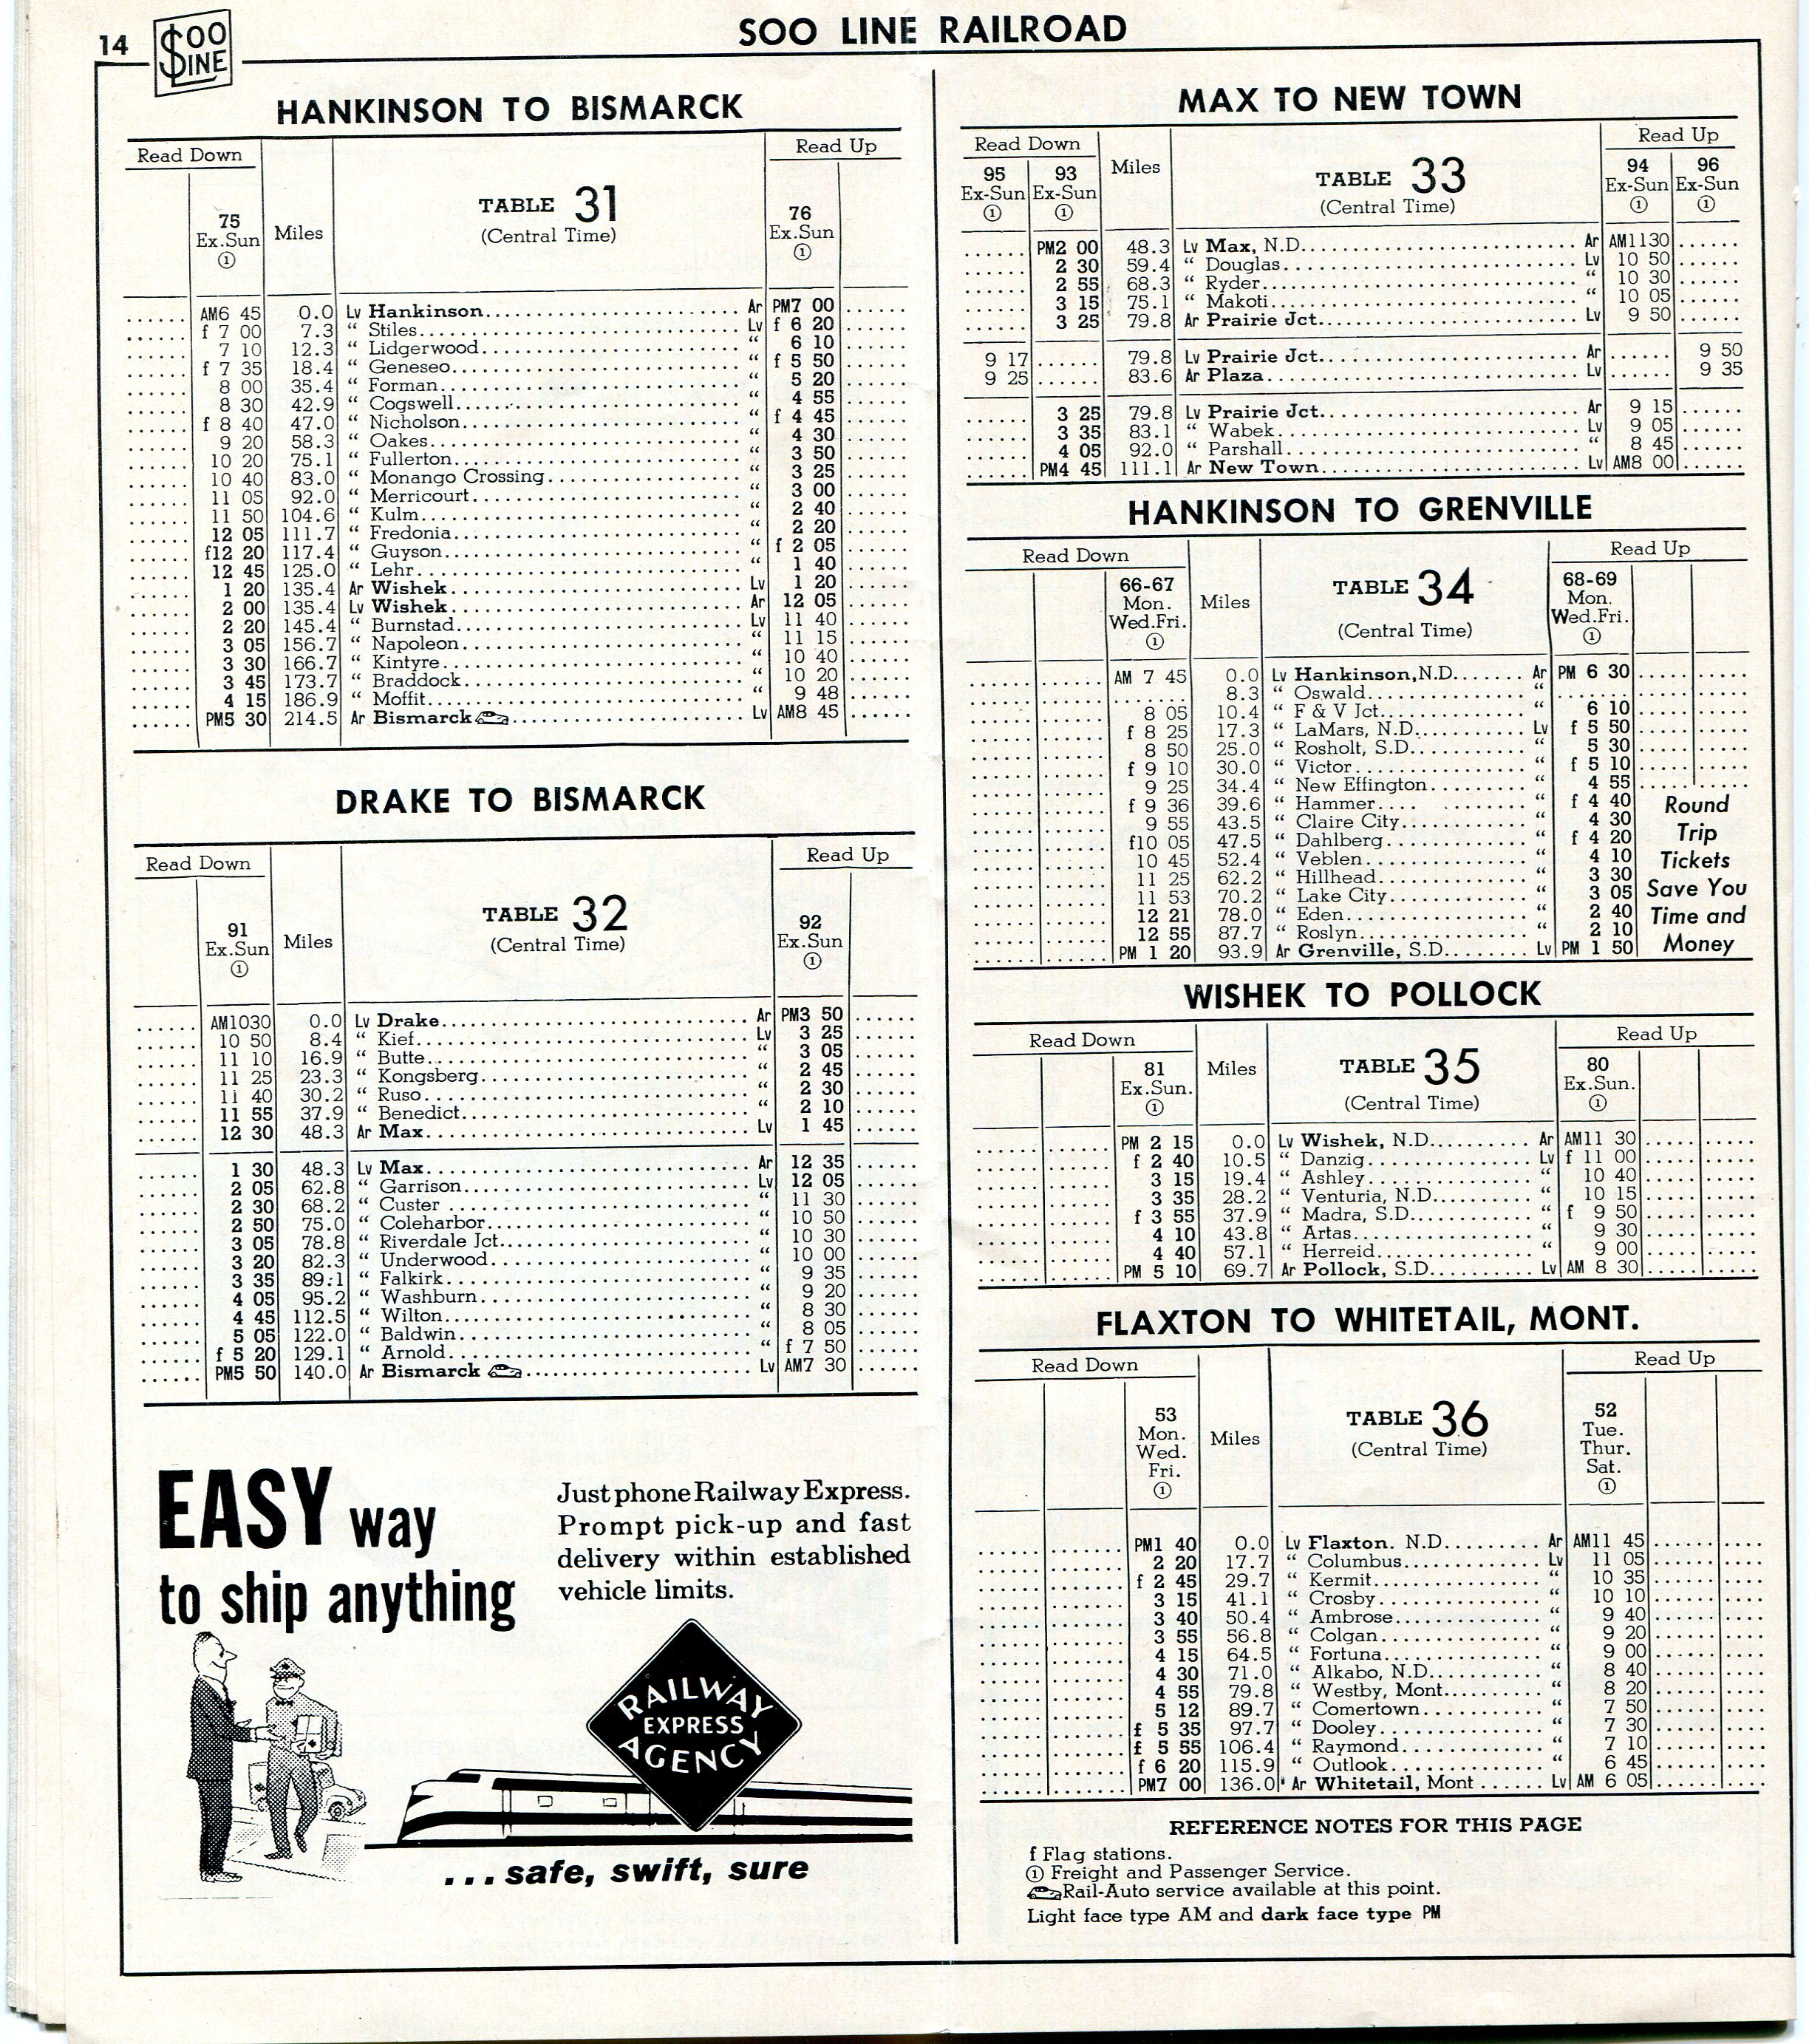 14
SOO LINE
SOO LINE RAILROAD
HANKINSON TO BISMARCK
Read Down Read Up
75 Ex.Sun ① Miles TABLE 31 (Central Time) 76 Ex.Sun ①
AM6 45 0.0 Lv Hankinson Ar PM7 00
f 7 00 7.3 “ Stiles Lv f 6 20
7 10 12.3 “ Lidgerwood “ 6 10
f 7 35 18.4 “ Geneseo “ f 5 50
8 00 35.4 “ Forman “ 5 20
8 30 42.9 “ Cogswell “ 4 55
f 8 40 47.0 “ Nicholson “ f 4 45
9 20 58.3 “ Oakes “ 4 30
10 20 75.1 “ Fullerton “ 3 50
10 40 83.0 “ Monango Crossing “ 3 25
11 05 92.0 “ Merricourt “ 3 00
11 50 104.6 “ Kulm “ 2 40
12 05 111.7 “ Fredonia “ 2 20
f12 20 117.4 “ Guyson “ f 2 05
12 45 125.0 “ Lehr “ 1 40
1 20 135.4 Ar Wishek Lv 1 20
2 00 135.4 Lv Wishek Ar 12 05
2 20 145.4 “ Burnstad Lv 11 40
3 05 156.7 “ Napoleon “ 11 15
3 30 166.7 “ Kintyre “ 10 40
3 45 173.7 “ Braddock “ 10 20
4 15 186.9 “ Moffit “ 9 48
PM5 30 214.5 Ar Bismarck Lv AM8 45
DRAKE TO BISMARCK
Read Down Read Up
91 Ex.Sun ① Miles TABLE 32 (Central Time) 92 Ex.Sun ①
AM1030 0.0 Lv Drake Ar PM3 50
10 50 8.4 “ Kief Lv 3 25
11 10 16.9 “ Butte “ 3 05
11 25 23.3 “ Kongsberg “ 2 45
11 40 30.2 “ Ruso “ 2 30
11 55 37.9 “ Benedict “ 2 10
12 30 48.3 Ar Max Lv 1 45
1 30 48.3 Lv Max Ar 12 35
2 05 62.8 “ Garrison Lv 12 05
2 30 68.2 “ Custer “ 11 30
2 50 75.0 “ Coleharbor “ 10 50
3 05 78.8 “ Riverdale Jct. “ 10 30
3 20 82.3 “ Underwood “ 10 00
3 35 89.1 “ Falkirk “ 9 35
4 05 95.2 “ Washburn “ 9 20
4 45 112.5 “ Wilton “ 8 30
5 05 122.0 “ Baldwin “ 8 05
f 5 20 129.1 “ Arnold “ f 7 50
PM5 50 140.0 Ar Bismarck Lv AM7 30
EASY way
to ship anything
Just phone Railway Express.
Prompt pick-up and fast
delivery within established
vehicle limits.
RAILWAY
EXPRESS
AGENCY
...safe, swift, sure
MAX TO NEW TOWN
Read Down Read Up
95 Ex-Sun ① 93 Ex-Sun ① Miles TABLE 33 (Central Time) 94 Ex-Sun ① 96 Ex-Sun ①
PM2 00 48.3 Lv Max, N.D. Ar AM1130
2 30 59.4 “ Douglas Lv 10 50
2 55 68.3 “ Ryder “ 10 30
3 15 75.1 “ Makoti “ 10 05
3 25 79.8 Ar Prairie Jct. Lv 9 50
9 17 79.8 Lv Prairie Jct. Ar 9 50
9 25 83.6 Ar Plaza Lv 9 35
3 25 79.8 Lv Prairie Jct. Ar 9 15
3 35 83.1 “ Wabek Lv 9 05
4 05 92.0 “ Parshall “ 8 45
PM4 45 111.1 Ar New Town Lv AM8 00
HANKINSON TO GRENVILLE
Read Down Read Up
66-67 Mon. Wed.Fri. ① Miles TABLE 34 (Central Time) 68-69 Mon. Wed.Fri. ①
AM 7 45 0.0 Lv Hankinson,N.D. Ar PM 6 30
8.3 “ Oswald “
8 05 10.4 “ F & V Jct. “ 6 10
f 8 25 17.3 “ LaMars, N.D. Lv f 5 50
8 50 25.0 “ Rosholt, S.D. “ 5 30
f 9 10 30.0 “ Victor “ f 5 10
9 25 34.4 “ New Effington “ 4 55
f 9 36 39.6 “ Hammer “ f 4 40
9 55 43.5 “ Claire City “ 4 30
f10 05 47.5 “ Dahlberg “ f 4 20
10 45 52.4 “ Veblen “ 4 10
11 25 62.2 “ Hillhead “ 3 30
11 53 70.2 “ Lake City “ 3 05
12 21 78.0 “ Eden “ 2 40
12 55 87.7 “ Roslyn “ 2 10
PM 1 20 93.9 Ar Grenville, S.D. Lv PM 1 50
Round
Trip
Tickets
Save You
Time and
Money
WISHEK TO POLLOCK
Read Down Read Up
81 Ex.Sun. ① Miles TABLE 35 (Central Time) 80 Ex.Sun. ①
PM 2 15 0.0 Lv Wishek, N.D. Ar AM11 30
f 2 40 10.5 “ Danzig Lv f 11 00
3 15 19.4 “ Ashley “ 10 40
3 35 28.2 “ Venturia, N.D. “ 10 15
f 3 55 37.9 “ Madra, S.D. “ f 9 50
4 10 43.8 “ Artas “ 9 30
4 40 57.1 “ Herreid “ 9 00
PM 5 10 69.7 Ar Pollock, S.D. Lv AM 8 30
FLAXTON TO WHITETAIL, MONT.
Read Down Read Up
53 Mon. Wed. Fri. ① Miles TABLE 36 (Central Time) 52 Tue. Thur. Sat. ①
PM1 40 0.0 Lv Flaxton. N.D. Ar AM11 45
2 20 17.7 “ Columbus Lv 11 05
f 2 45 29.7 “ Kermit “ 10 35
3 15 41.1 “ Crosby “ 10 10
3 40 50.4 “ Ambrose “ 9 40
3 55 56.8 “ Colgan “ 9 20
4 15 64.5 “ Fortuna “ 9 00
4 30 71.0 “ Alkabo, N.D. “ 8 40
4 55 79.8 “ Westby, Mont. “ 8 20
5 12 89.7 “ Comertown “ 7 50
f 5 35 97.7 “ Dooley “ 7 30
f 5 55 106.4 “ Raymond “ 7 10
f 6 20 115.9 “ Outlook “ 6 45
PM7 00 136.0 Ar Whitetail, Mont Lv AM 6 05
REFERENCE NOTES FOR THIS PAGE
f Flag stations.
① Freight and Passenger Service.
Rail-Auto service available at this point.
Light face type AM and dark face type PM